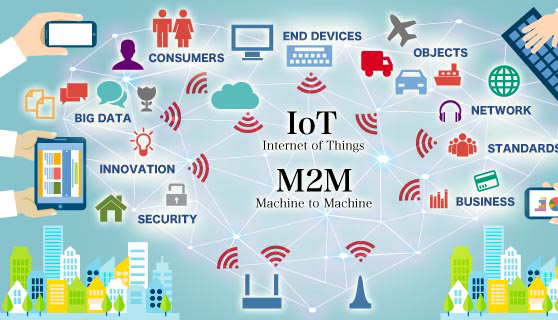 END DEVICES
CONSUMERS
OBJECTS
BIG DATA
NETWORK
IoT
Internet of Things
STANDARDS
INNOVATION
M2M
Machine to Machine
BUSINESS
SECURITY